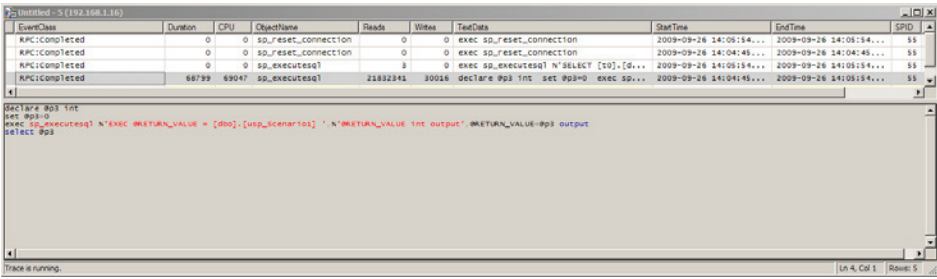 Untitled - 5 (192.168.1.16)
EventClass Duration CPU ObjectName Reads Writes TextData StartTime EndTime SPID
RPC:Completed 0 0 sp_reset_connection 0 0 exec sp_reset_connection 2009-09-26 14:05:54... 2009-09-26 14:05:54... 55
RPC:Completed 0 0 sp_reset_connection 0 0 exec sp_reset_connection 2009-09-26 14:04:45... 2009-09-26 14:04:45... 55
RPC:Completed 0 0 sp_executesql 3 0 exec sp_executesql N'SELECT [t0].[d... 2009-09-26 14:05:54... 2009-09-26 14:05:54... 55
RPC:Completed 68799 69047 sp_executesql 21832341 30016 declare @p3 int set @p3=0 exec sp... 2009-09-26 14:04:45... 2009-09-26 14:05:54... 55
declare @p3 int
set @p3=0
exec sp_executesql N'EXEC @RETURN_VALUE = [dbo].[usp_Scenario1] ',N'@RETURN_VALUE int output',@RETURN_VALUE=@p3 output
select @p3
Trace is running. Ln 4, Col 1 Rows: 5